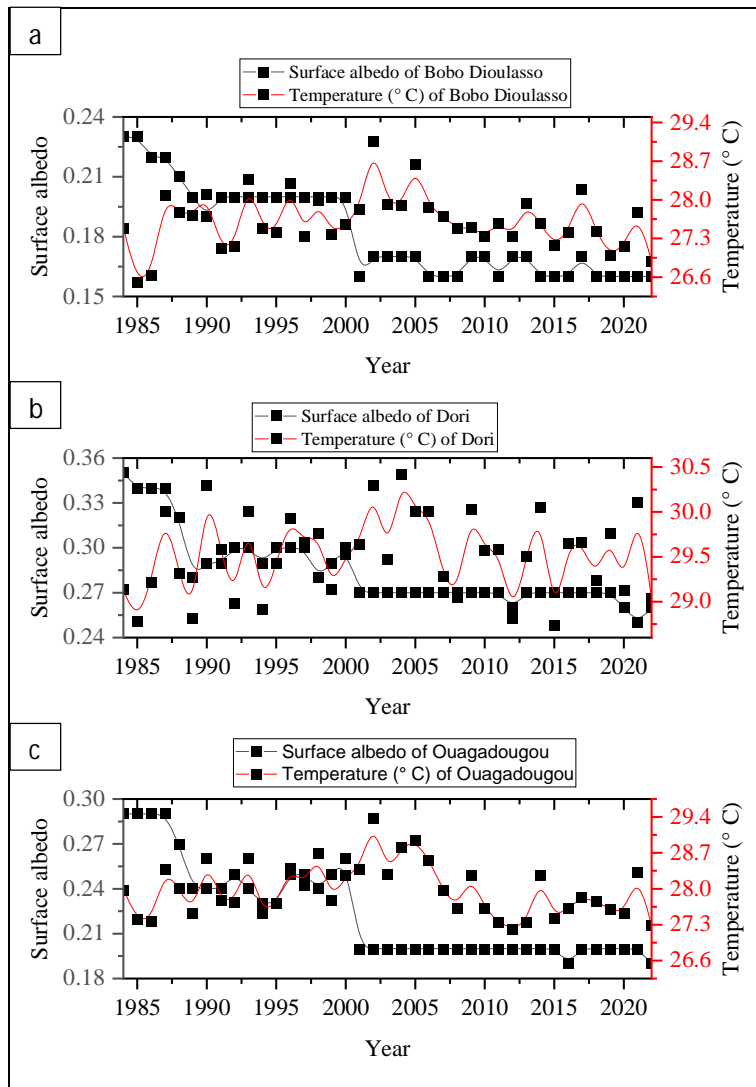 a
Surface albedo of Bobo Dioulasso
Temperature (° C) of Bobo Dioulasso
0.24
0.21
0.18
0.15
Surface albedo
29.4
28.7
28.0
27.3
26.6
Temperature (° C)
1985 1990 1995 2000 2005 2010 2015 2020
Year
b
Surface albedo of Dori
Temperature (° C) of Dori
0.36
0.33
0.30
0.27
0.24
Surface albedo
30.5
30.0
29.5
29.0
Temperature (° C)
1985 1990 1995 2000 2005 2010 2015 2020
Year
c
Surface albedo of Ouagadougou
Temperature (° C) of Ouagadougou
0.30
0.27
0.24
0.21
0.18
Surface albedo
29.4
28.7
28.0
27.3
26.6
Temperature (° C)
1985 1990 1995 2000 2005 2010 2015 2020
Year